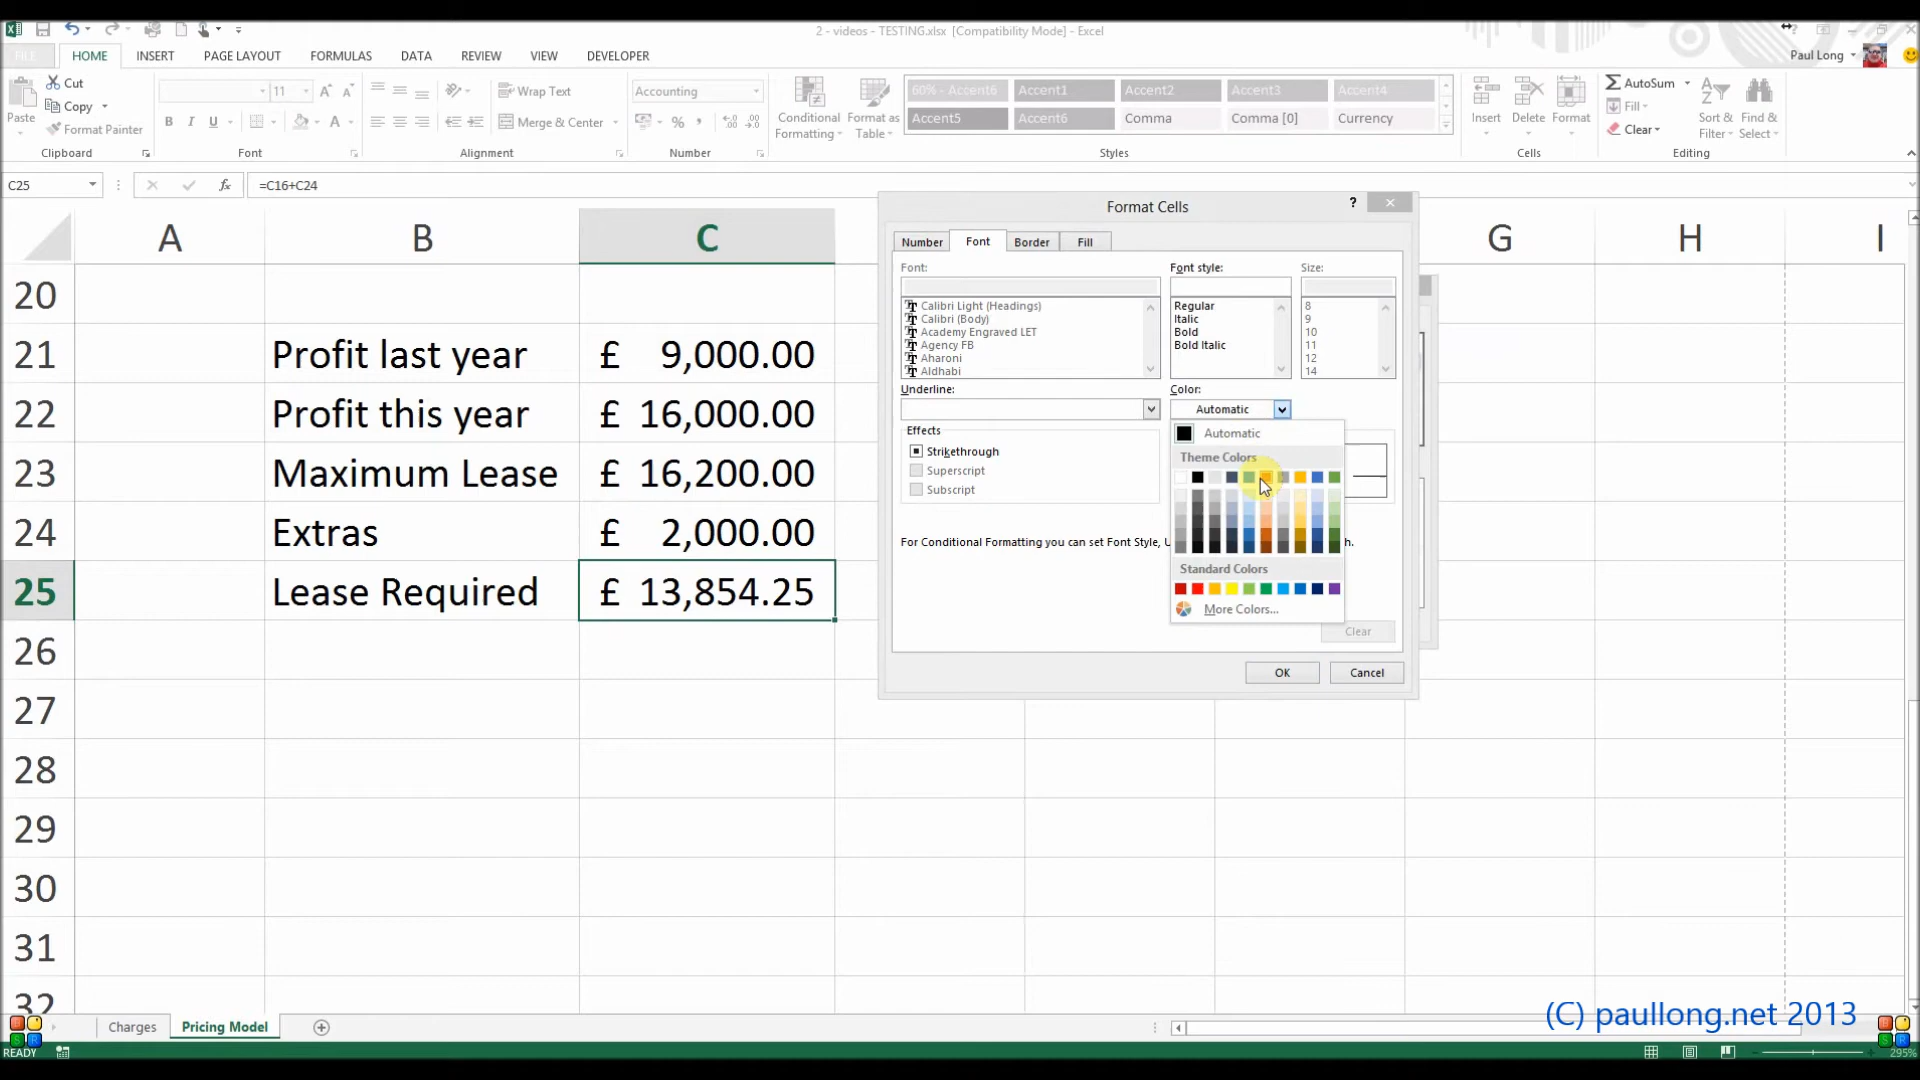 2 - videos - TESTING.xlsx [Compatibility Mode] - Excel
FILE HOME INSERT PAGE LAYOUT FORMULAS DATA REVIEW VIEW DEVELOPER Paul Long
Paste
Cut
Copy
Format Painter
Clipboard
11
B I U
Font
Wrap Text
Merge & Center
Alignment
Accounting
Number
Conditional Formatting
Format as Table
60% - Accent6 Accent1 Accent2 Accent3 Accent4
Accent5 Accent6 Comma Comma [0] Currency
Styles
Insert Delete Format
Cells
AutoSum
Fill
Clear
Sort & Filter
Find & Select
Editing
C25 fx =C16+C24
A B C G H I
20
21 Profit last year £ 9,000.00
22 Profit this year £ 16,000.00
23 Maximum Lease £ 16,200.00
24 Extras £ 2,000.00
25 Lease Required £ 13,854.25
26
27
28
29
30
31
32
Format Cells
Number Font Border Fill
Font: Font style: Size:
Calibri Light (Headings) Regular 8
Calibri (Body) Italic 9
Academy Engraved LET Bold 10
Agency FB Bold Italic 11
Aharoni 12
Aldhabi 14
Underline: Color:
Automatic
Effects
Strikethrough
Superscript
Subscript
Automatic
Theme Colors
Standard Colors
More Colors...
For Conditional Formatting you can set Font Style, U
Clear
OK Cancel
(C) paullong.net 2013
Charges Pricing Model
READY 295%